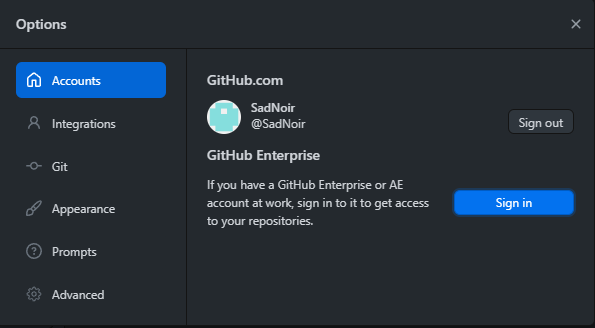 Options
Accounts
Integrations
Git
Appearance
Prompts
Advanced
GitHub.com
SadNoir
@SadNoir
Sign out
GitHub Enterprise
If you have a GitHub Enterprise or AE
account at work, sign in to it to get access
to your repositories.
Sign in